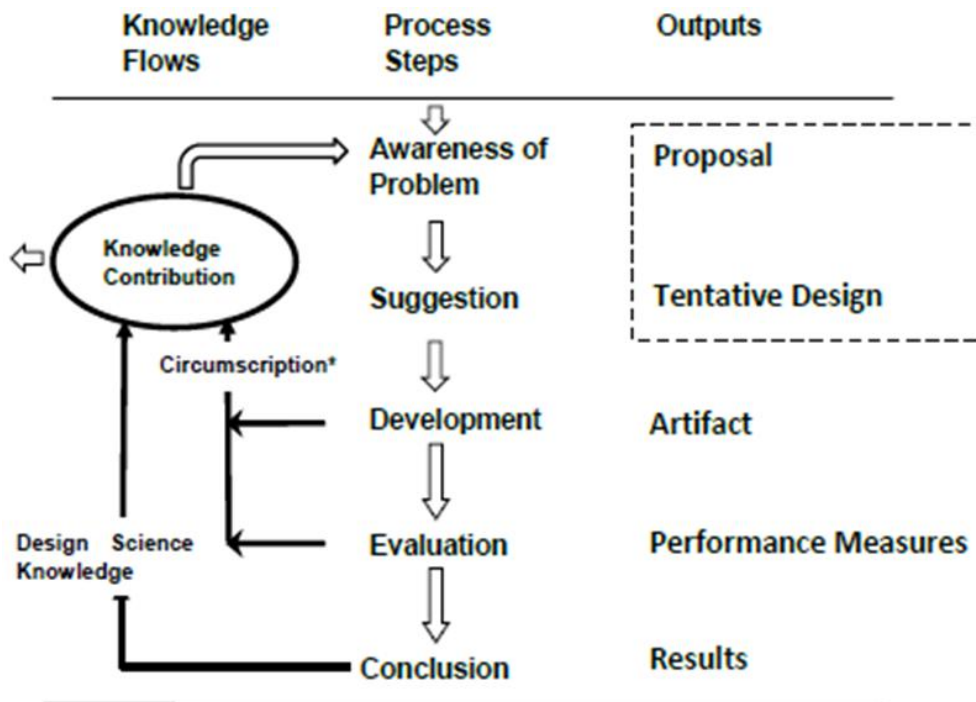 Knowledge
Flows
Process
Steps
Outputs
Awareness of
Problem
Proposal
Knowledge
Contribution
Suggestion
Tentative Design
Circumscription*
Development
Artifact
Design Science
Knowledge
Evaluation
Performance Measures
Conclusion
Results